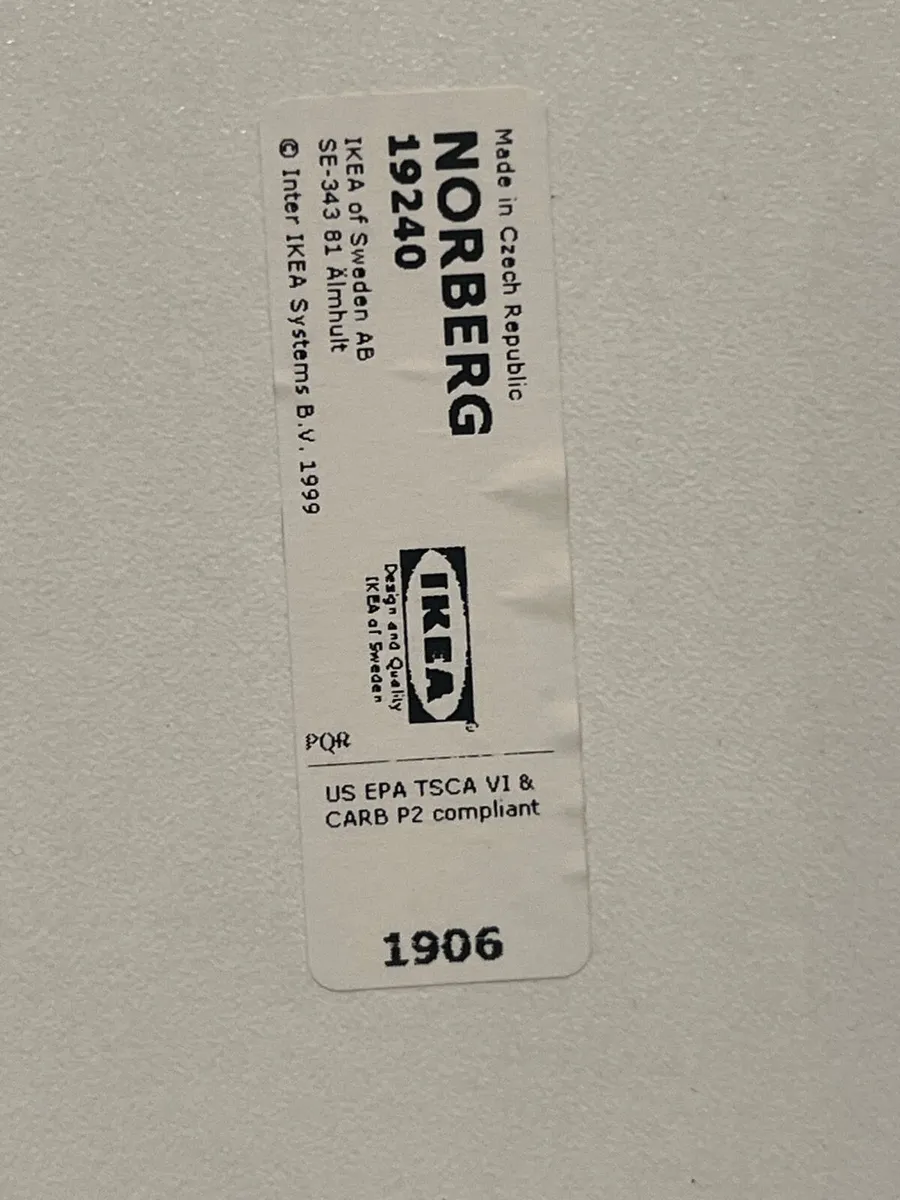 Made in Czech Republic
NORBERG
19240
IKEA of Sweden AB
SE-343 81 Älmhult
© Inter IKEA Systems B.V. 1999
IKEA
Design and Quality
IKEA of Sweden
US EPA TSCA VI &
CARB P2 compliant
1906